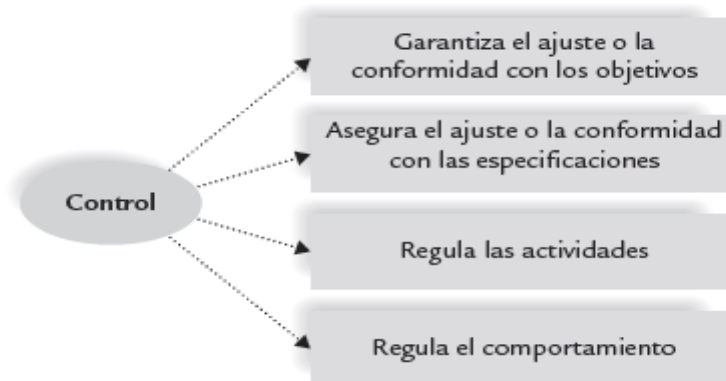 Garantiza el ajuste o la
conformidad con los objetivos
Asegura el ajuste o la conformidad
con las especificaciones
Control
Regula las actividades
Regula el comportamiento